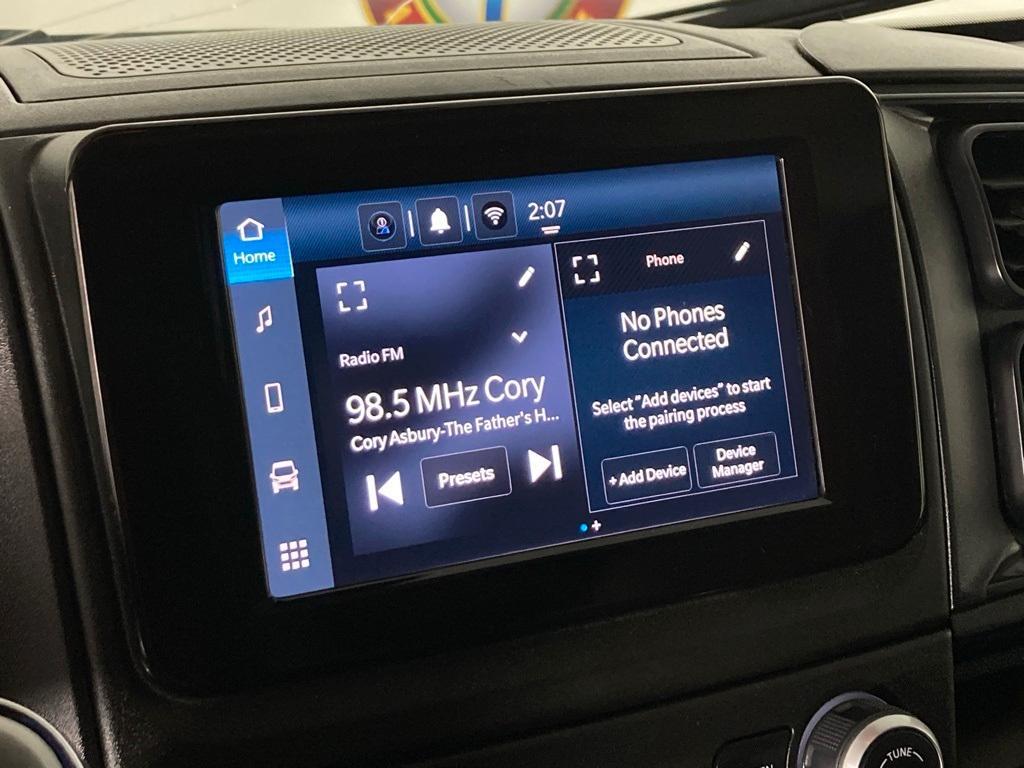 2:07
Home
Radio FM
98.5 MHz Cory
Cory Asbury-The Father's H...
Presets
Phone
No Phones
Connected
Select "Add devices" to start
the pairing process
+ Add Device
Device
Manager
TUNE